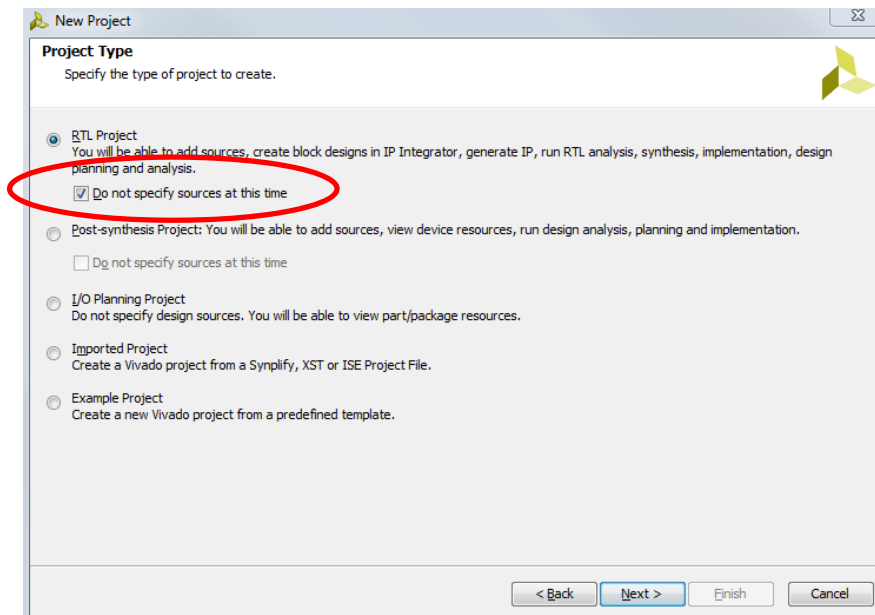 New Project
Project Type
Specify the type of project to create.
RTL Project
You will be able to add sources, create block designs in IP Integrator, generate IP, run RTL analysis, synthesis, implementation, design
planning and analysis.
Do not specify sources at this time
Post-synthesis Project: You will be able to add sources, view device resources, run design analysis, planning and implementation.
Do not specify sources at this time
I/O Planning Project
Do not specify design sources. You will be able to view part/package resources.
Imported Project
Create a Vivado project from a Synplify, XST or ISE Project File.
Example Project
Create a new Vivado project from a predefined template.
< Back Next > Finish Cancel